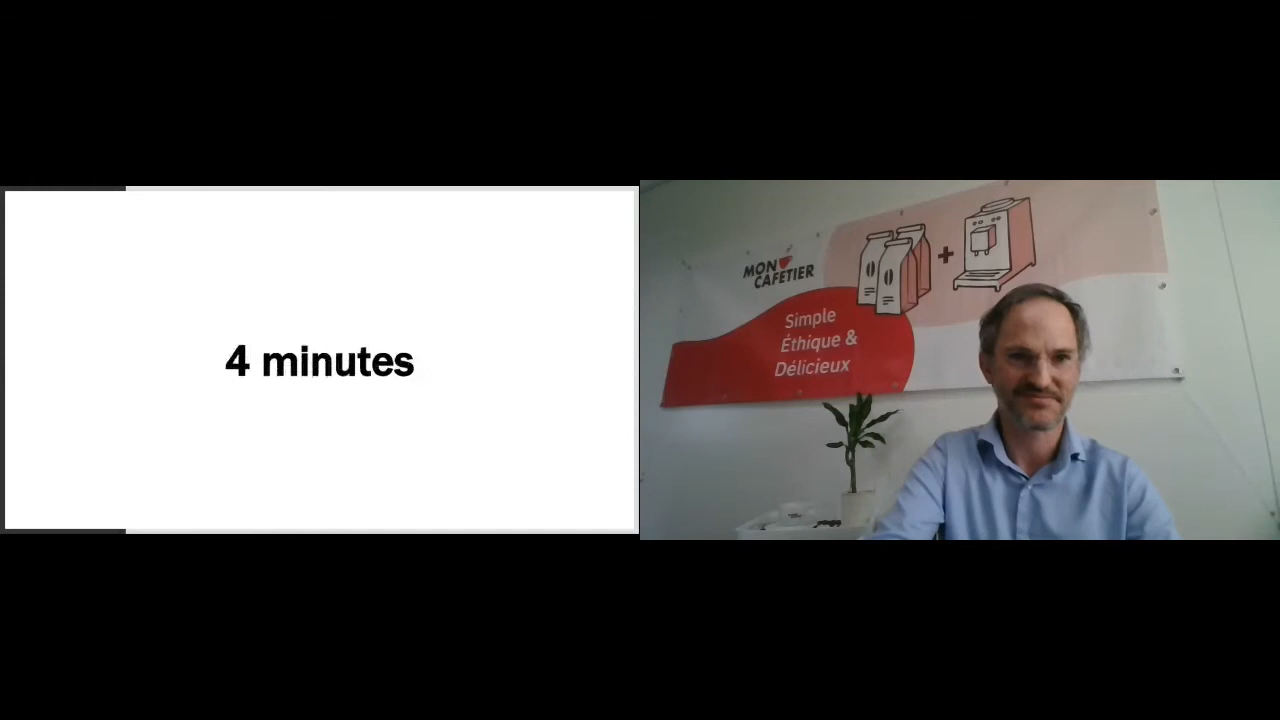 4 minutes
MON
CAFETIER
+
Simple
Éthique &
Délicieux